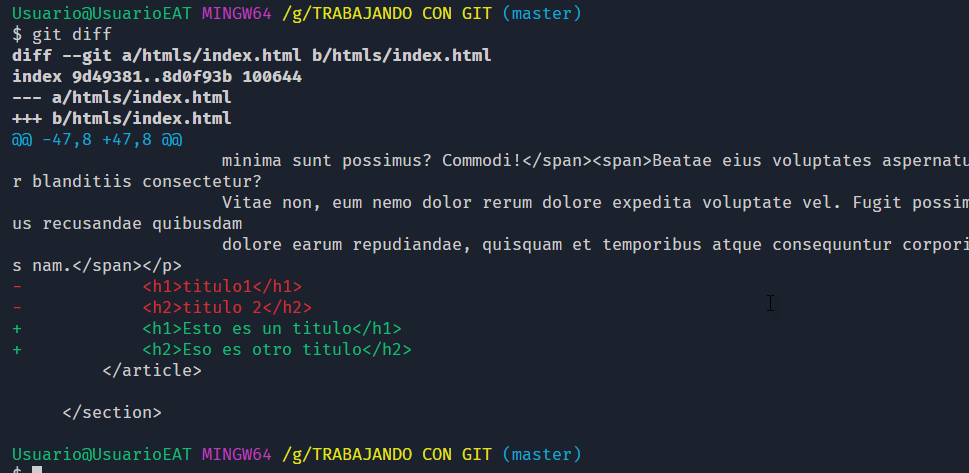 Usuario@UsuarioEAT MINGW64 /g/TRABAJANDO CON GIT (master)
$ git diff
diff --git a/htmls/index.html b/htmls/index.html
index 9d49381..8d0f93b 100644
--- a/htmls/index.html
+++ b/htmls/index.html
@@ -47,8 +47,8 @@
                     minima sunt possimus? Commodi!</span><span>Beatae eius voluptates aspernatu
r blanditiis consectetur?
                     Vitae non, eum nemo dolor rerum dolore expedita voluptate vel. Fugit possim
us recusandae quibusdam
                     dolore earum repudiandae, quisquam et temporibus atque consequuntur corpori
s nam.</span></p>
-            <h1>titulo1</h1>
-            <h2>titulo 2</h2>
+            <h1>Esto es un titulo</h1>
+            <h2>Eso es otro titulo</h2>
         </article>
     </section>
Usuario@UsuarioEAT MINGW64 /g/TRABAJANDO CON GIT (master)
$